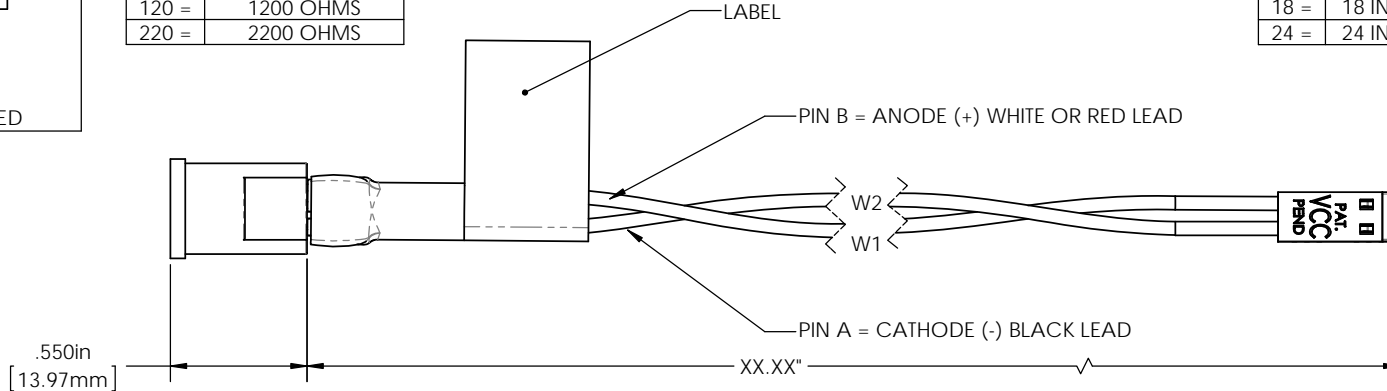 120 = 1200 OHMS
220 = 2200 OHMS
ED
LABEL
18 = 18 IN
24 = 24 IN
PIN B = ANODE (+) WHITE OR RED LEAD
W2
W1
PAT.
VCC
PEND
PIN A = CATHODE (-) BLACK LEAD
.550in
[13.97mm]
XX.XX"